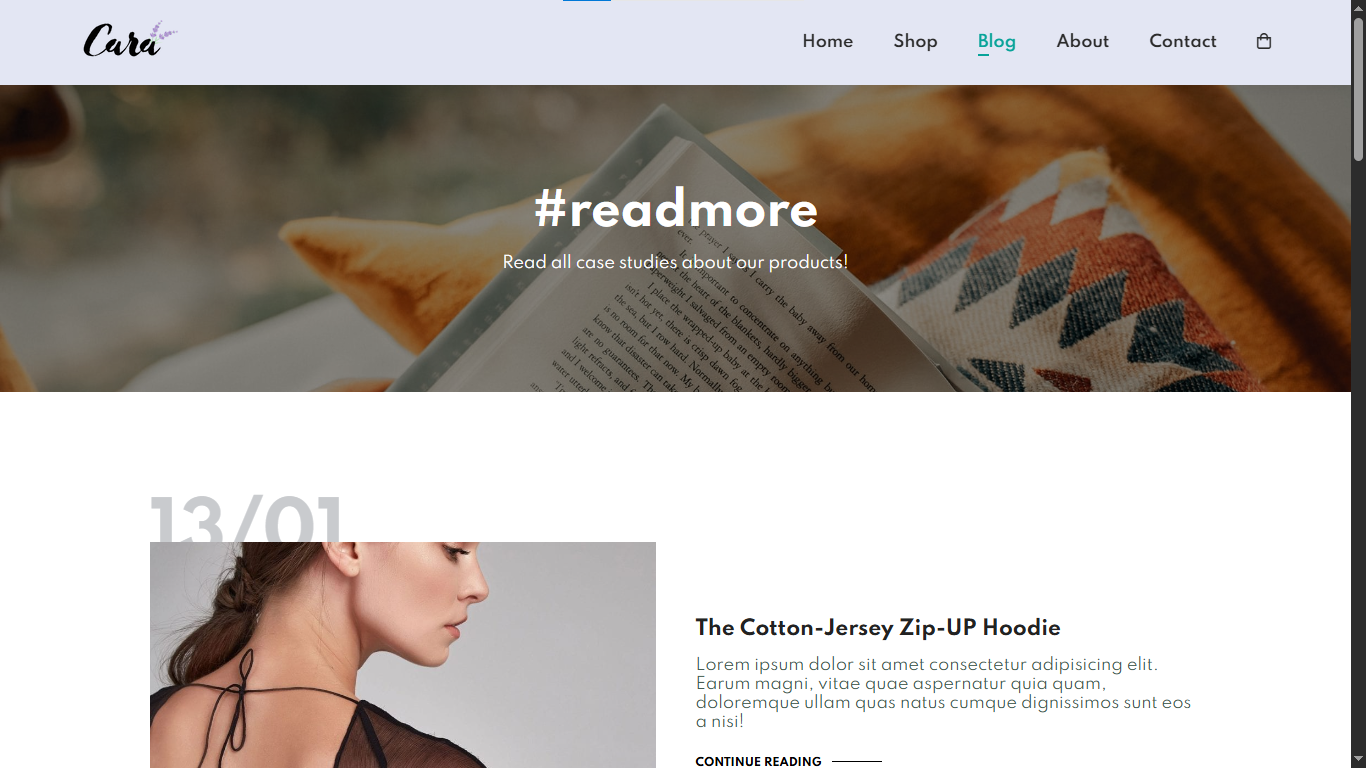 Cara
Home Shop Blog About Contact
#readmore
Read all case studies about our products!
13/01
The Cotton-Jersey Zip-UP Hoodie
Lorem ipsum dolor sit amet consectetur adipisicing elit.
Earum magni, vitae quae aspernatur quia quam,
doloremque ullam quas natus cumque dignissimos sunt eos
a nisi!
CONTINUE READING